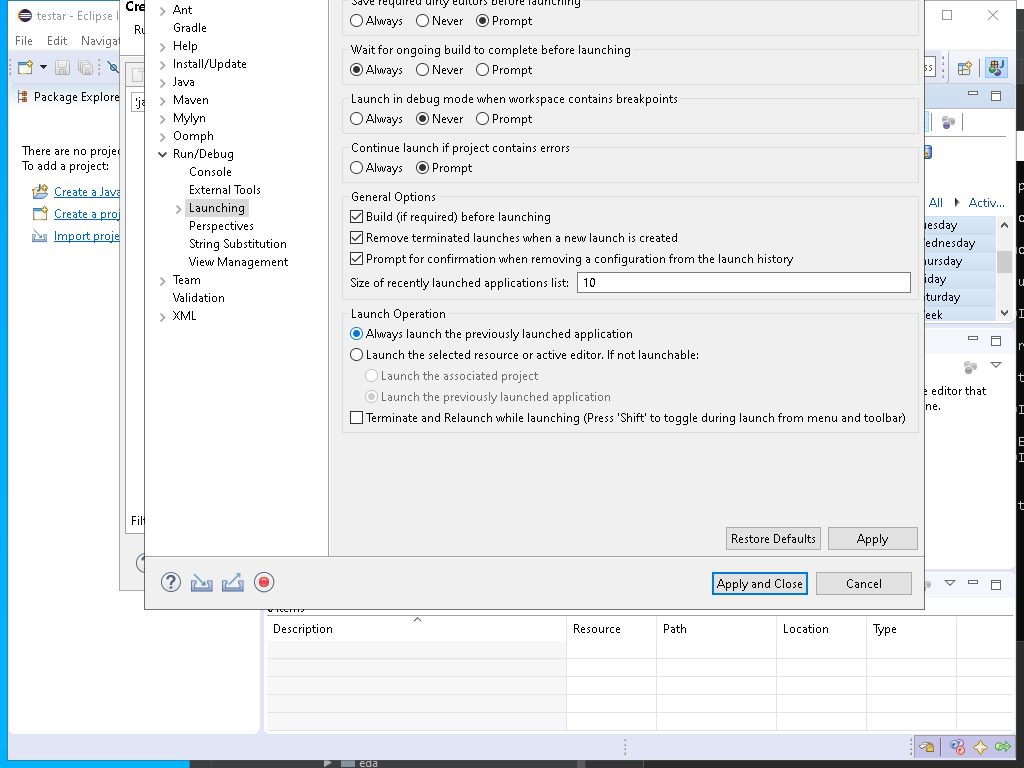 testar - Eclipse I
Cre
File Edit Navigat
Ru
Package Explore
There are no projec
To add a project:
Create a Java
Create a proj
Import proje
Ant
Gradle
Help
Install/Update
Java
Maven
Mylyn
Oomph
Run/Debug
Console
External Tools
Launching
Perspectives
String Substitution
View Management
Team
Validation
XML
Save required dirty editors before launching
Always Never Prompt
Wait for ongoing build to complete before launching
Always Never Prompt
Launch in debug mode when workspace contains breakpoints
Always Never Prompt
Continue launch if project contains errors
Always Prompt
General Options
Build (if required) before launching
Remove terminated launches when a new launch is created
Prompt for confirmation when removing a configuration from the launch history
Size of recently launched applications list: 10
Launch Operation
Always launch the previously launched application
Launch the selected resource or active editor. If not launchable:
Launch the associated project
Launch the previously launched application
Terminate and Relaunch while launching (Press 'Shift' to toggle during launch from menu and toolbar)
Restore Defaults Apply
Apply and Close Cancel
All Activ...
uesday
ednesday
ursday
iday
turday
eek
e editor that
ne.
Filt
Description Resource Path Location Type
eda